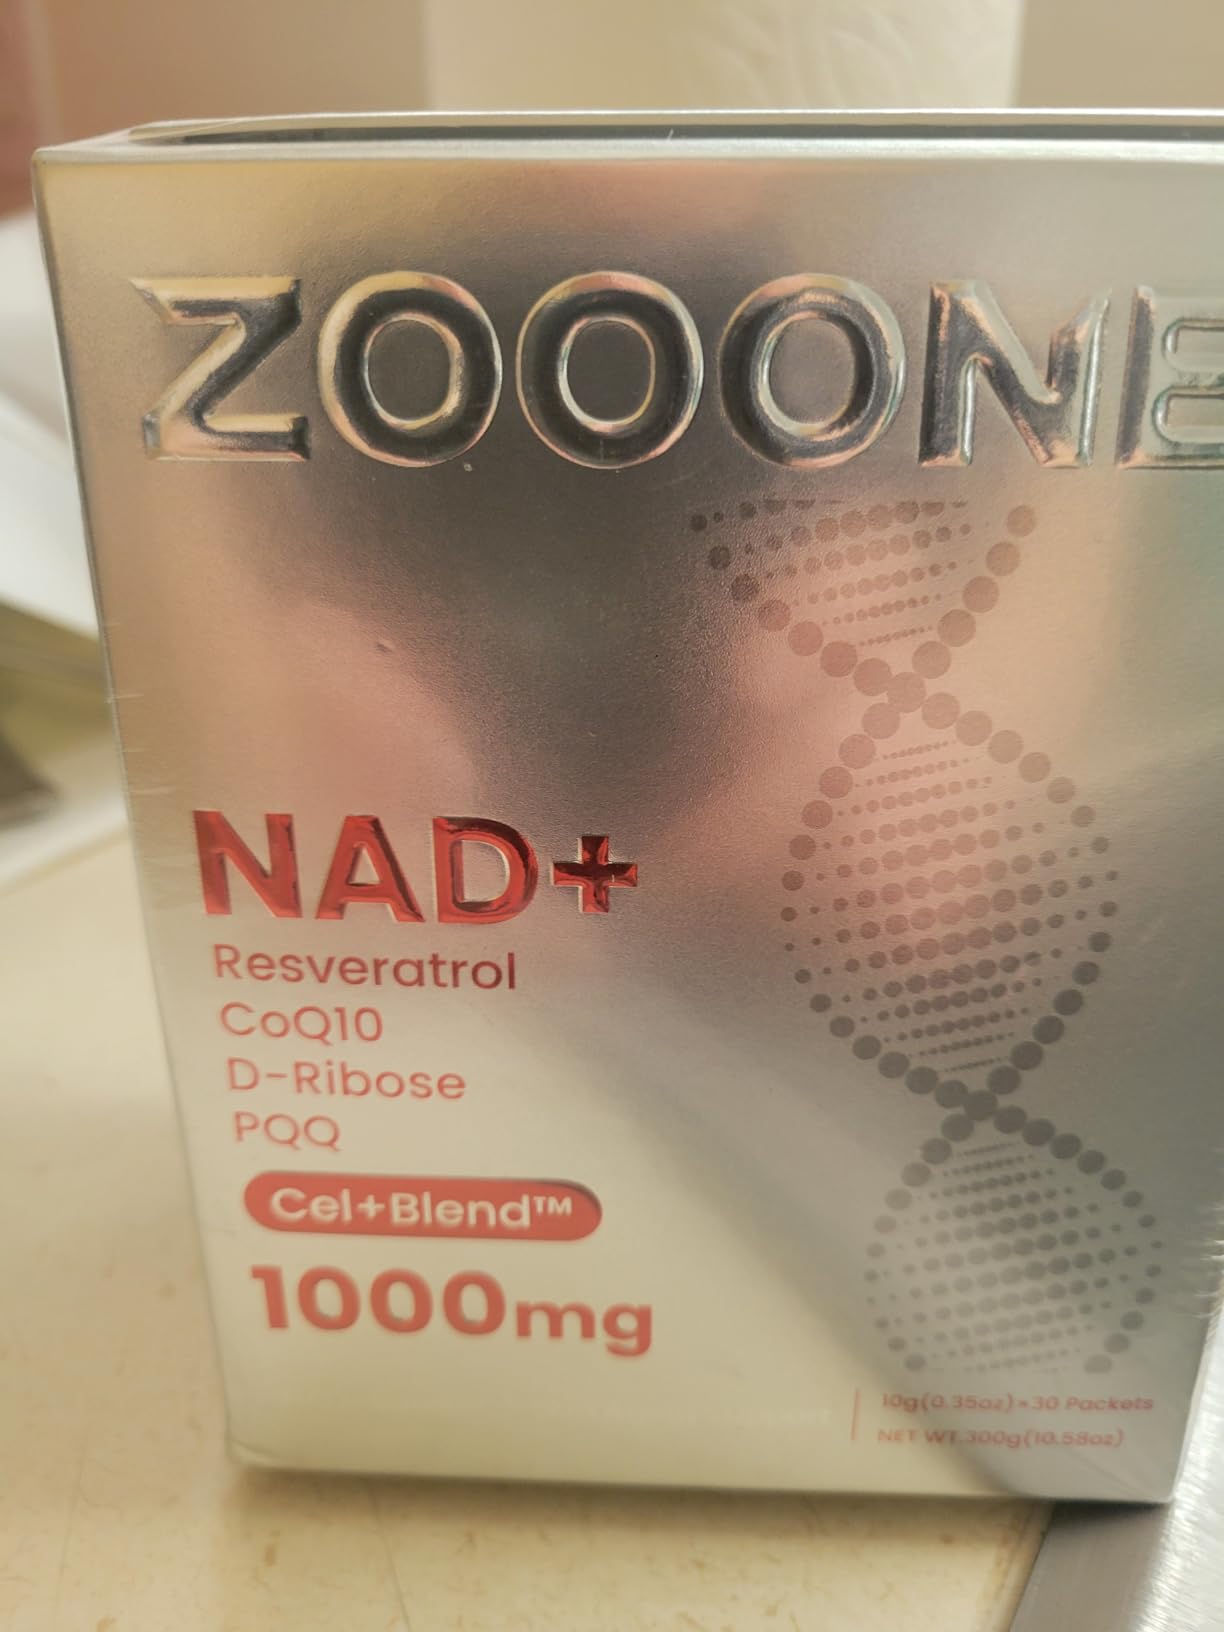 ZOOONE
NAD+
Resveratrol
CoQ10
D-Ribose
PQQ
Cel+Blend™
1000mg
10g(0.35oz)×30 Packets
NET WT.300g(10.58oz)